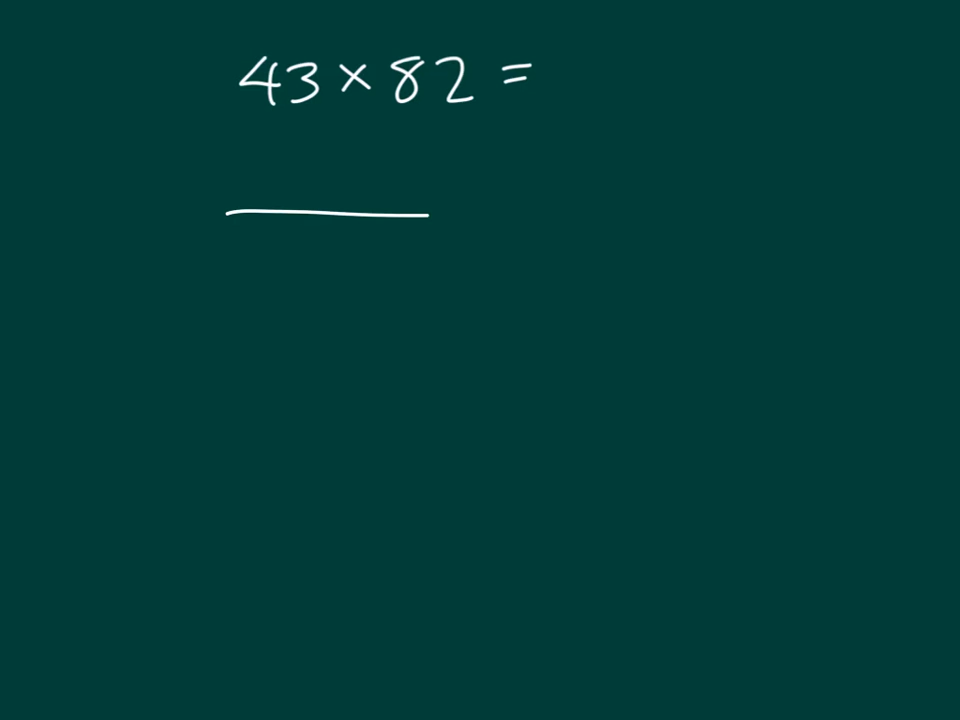 43 × 82 =